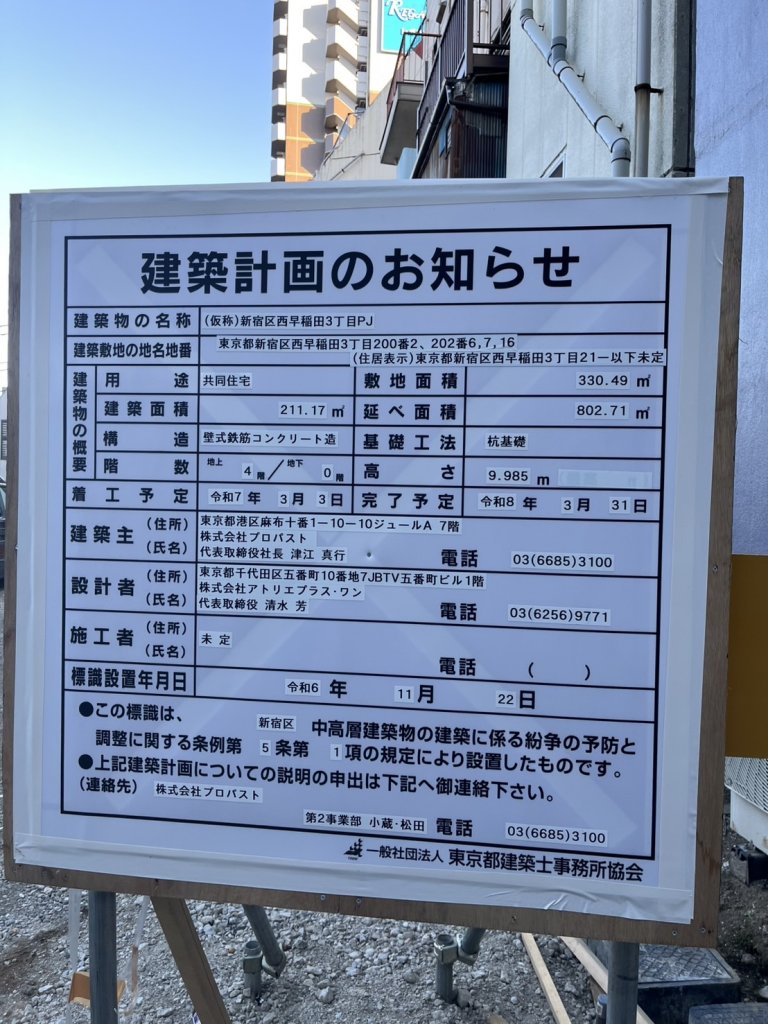 建築計画のお知らせ
建築物の名称 (仮称)新宿区西早稲田3丁目PJ
建築敷地の地名地番 東京都新宿区西早稲田3丁目200番2、202番6,7,16
(住居表示)東京都新宿区西早稲田3丁目21ー以下未定
建築物の概要
用途 共同住宅 敷地面積 330.49 ㎡
建築面積 211.17 ㎡ 延べ面積 802.71 ㎡
構造 壁式鉄筋コンクリート造 基礎工法 杭基礎
階数 地上 4階／地下 0階 高さ 9.985 m
着工予定 令和7年 3月 3日 完了予定 令和8年 3月 31日
建築主 (住所) 東京都港区麻布十番1ー10ー10ジュールA 7階
株式会社プロパスト
(氏名) 代表取締役社長 津江 真行 電話 03(6685)3100
設計者 (住所) 東京都千代田区五番町10番地7JBTV五番町ビル1階
株式会社アトリエプラス・ワン
(氏名) 代表取締役 清水 芳 電話 03(6256)9771
施工者 (住所) 未定
(氏名) 電話 ( )
標識設置年月日 令和6年 11月 22日
●この標識は、 新宿区 中高層建築物の建築に係る紛争の予防と
調整に関する条例第 5 条第 1 項の規定により設置したものです。
●上記建築計画についての説明の申出は下記へ御連絡下さい。
(連絡先) 株式会社プロパスト
第2事業部 小蔵・松田 電話 03(6685)3100
一般社団法人 東京都建築士事務所協会